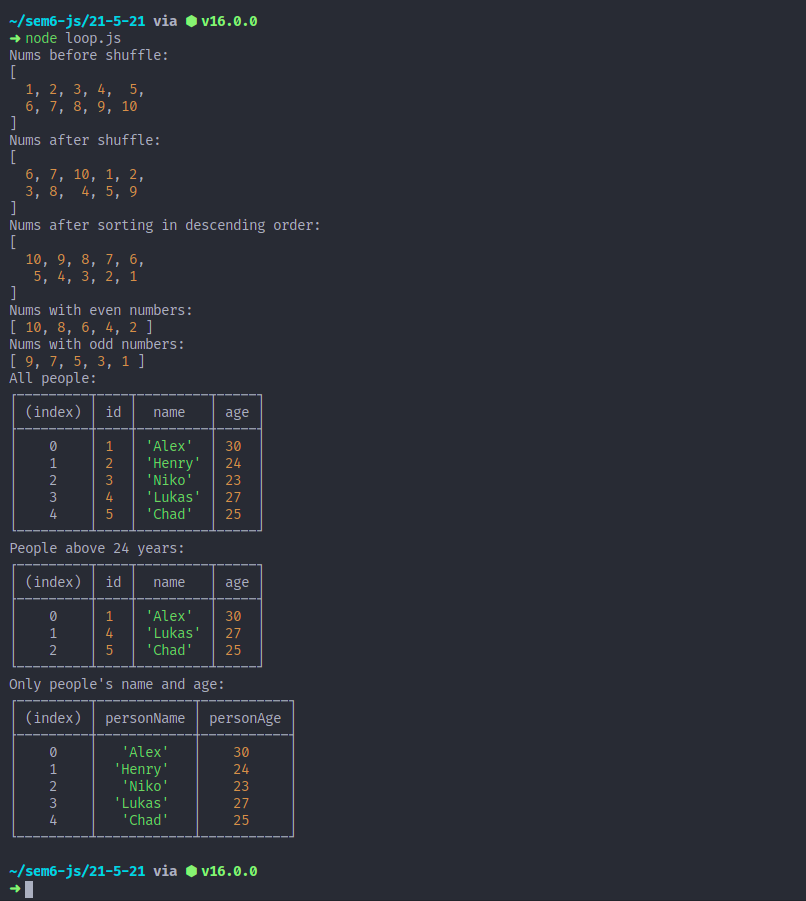 ~/sem6-js/21-5-21 via ⬢ v16.0.0
➜ node loop.js
Nums before shuffle:
[
  1, 2, 3, 4,  5,
  6, 7, 8, 9, 10
]
Nums after shuffle:
[
  6, 7, 10, 1, 2,
  3, 8,  4, 5, 9
]
Nums after sorting in descending order:
[
  10, 9, 8, 7, 6,
   5, 4, 3, 2, 1
]
Nums with even numbers:
[ 10, 8, 6, 4, 2 ]
Nums with odd numbers:
[ 9, 7, 5, 3, 1 ]
All people:
(index) id name age
0 1 'Alex' 30
1 2 'Henry' 24
2 3 'Niko' 23
3 4 'Lukas' 27
4 5 'Chad' 25
People above 24 years:
(index) id name age
0 1 'Alex' 30
1 4 'Lukas' 27
2 5 'Chad' 25
Only people's name and age:
(index) personName personAge
0 'Alex' 30
1 'Henry' 24
2 'Niko' 23
3 'Lukas' 27
4 'Chad' 25
~/sem6-js/21-5-21 via ⬢ v16.0.0
➜